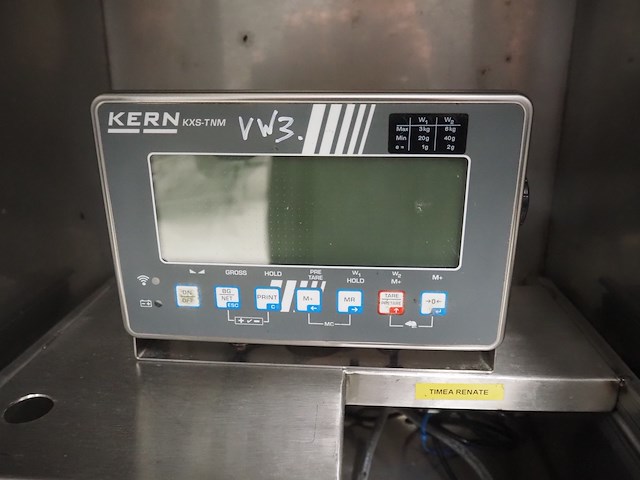 KERN KXS-TNM VW3.
W1 W2
Max 3kg 6kg
Min 20g 40g
e = 1g 2g
GROSS HOLD PRE TARE W1 HOLD W2 M+ M+
ON OFF BG NET ESC PRINT C M+ ← MR → TARE →0←
MC
TIMEA RENATE